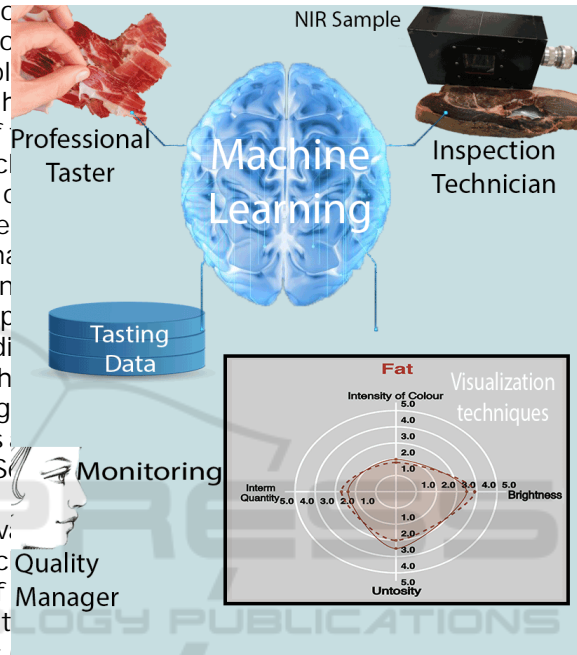 NIR Sample
Professional
Taster
Machine
Learning
Inspection
Technician
Tasting
Data
Fat
Visualization
techniques
Intensity of Colour
5.0
4.0
3.0
2.0
1.0
Interm
Quantity
5.0 4.0 3.0 2.0 1.0
1.0 2.0 3.0 4.0 5.0
Brightness
1.0
2.0
3.0
4.0
5.0
Untosity
Monitoring
Quality
Manager
PRESS
LOGY PUBLICATIONS